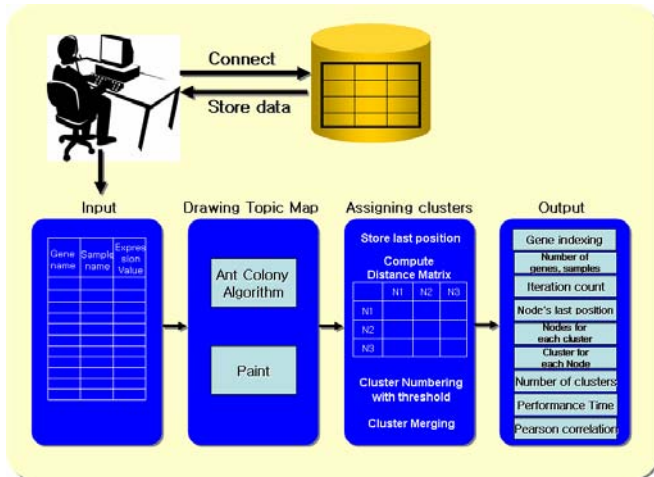 Connect
Store data
Input
Gene name
Sample name
Expres sion Value
Drawing Topic Map
Ant Colony Algorithm
Paint
Assigning clusters
Store last position
Compute
Distance Matrix
N1 N2 N3
N1
N2
N3
Cluster Numbering
with threshold
Cluster Merging
Output
Gene indexing
Number of
genes, samples
Iteration count
Node's last position
Nodes for
each cluster
Cluster for
each Node
Number of clusters
Performance Time
Pearson correlation